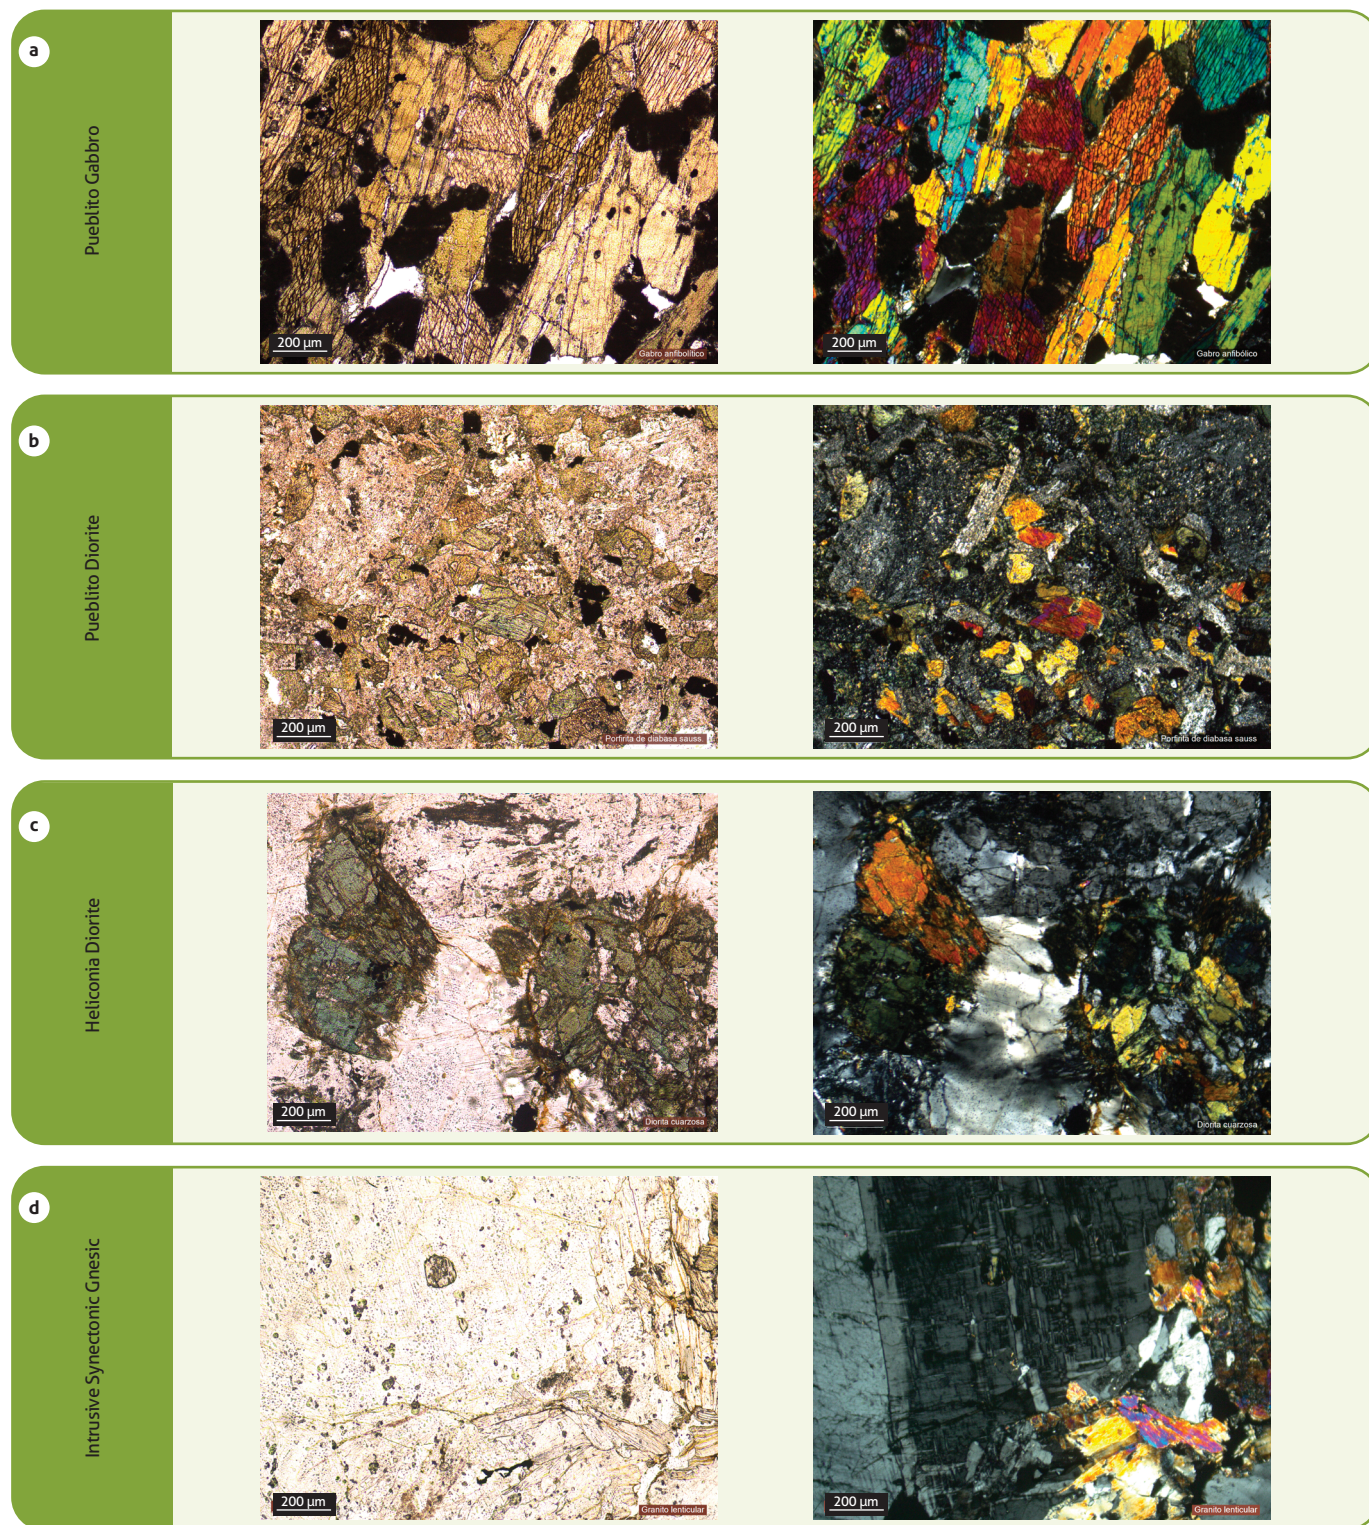 a
Pueblito Gabbro
200 µm
Gabro anfibolítico
200 µm
Gabro anfibólico
b
Pueblito Diorite
200 µm
Porfirita de diabasa sauss.
200 µm
Porfirita de diabasa sauss
c
Heliconia Diorite
200 µm
Diorita cuarzosa
200 µm
Diorita cuarzosa
d
Intrusive Synectonic Gnesic
200 µm
Granito lenticular
200 µm
Granito lenticular